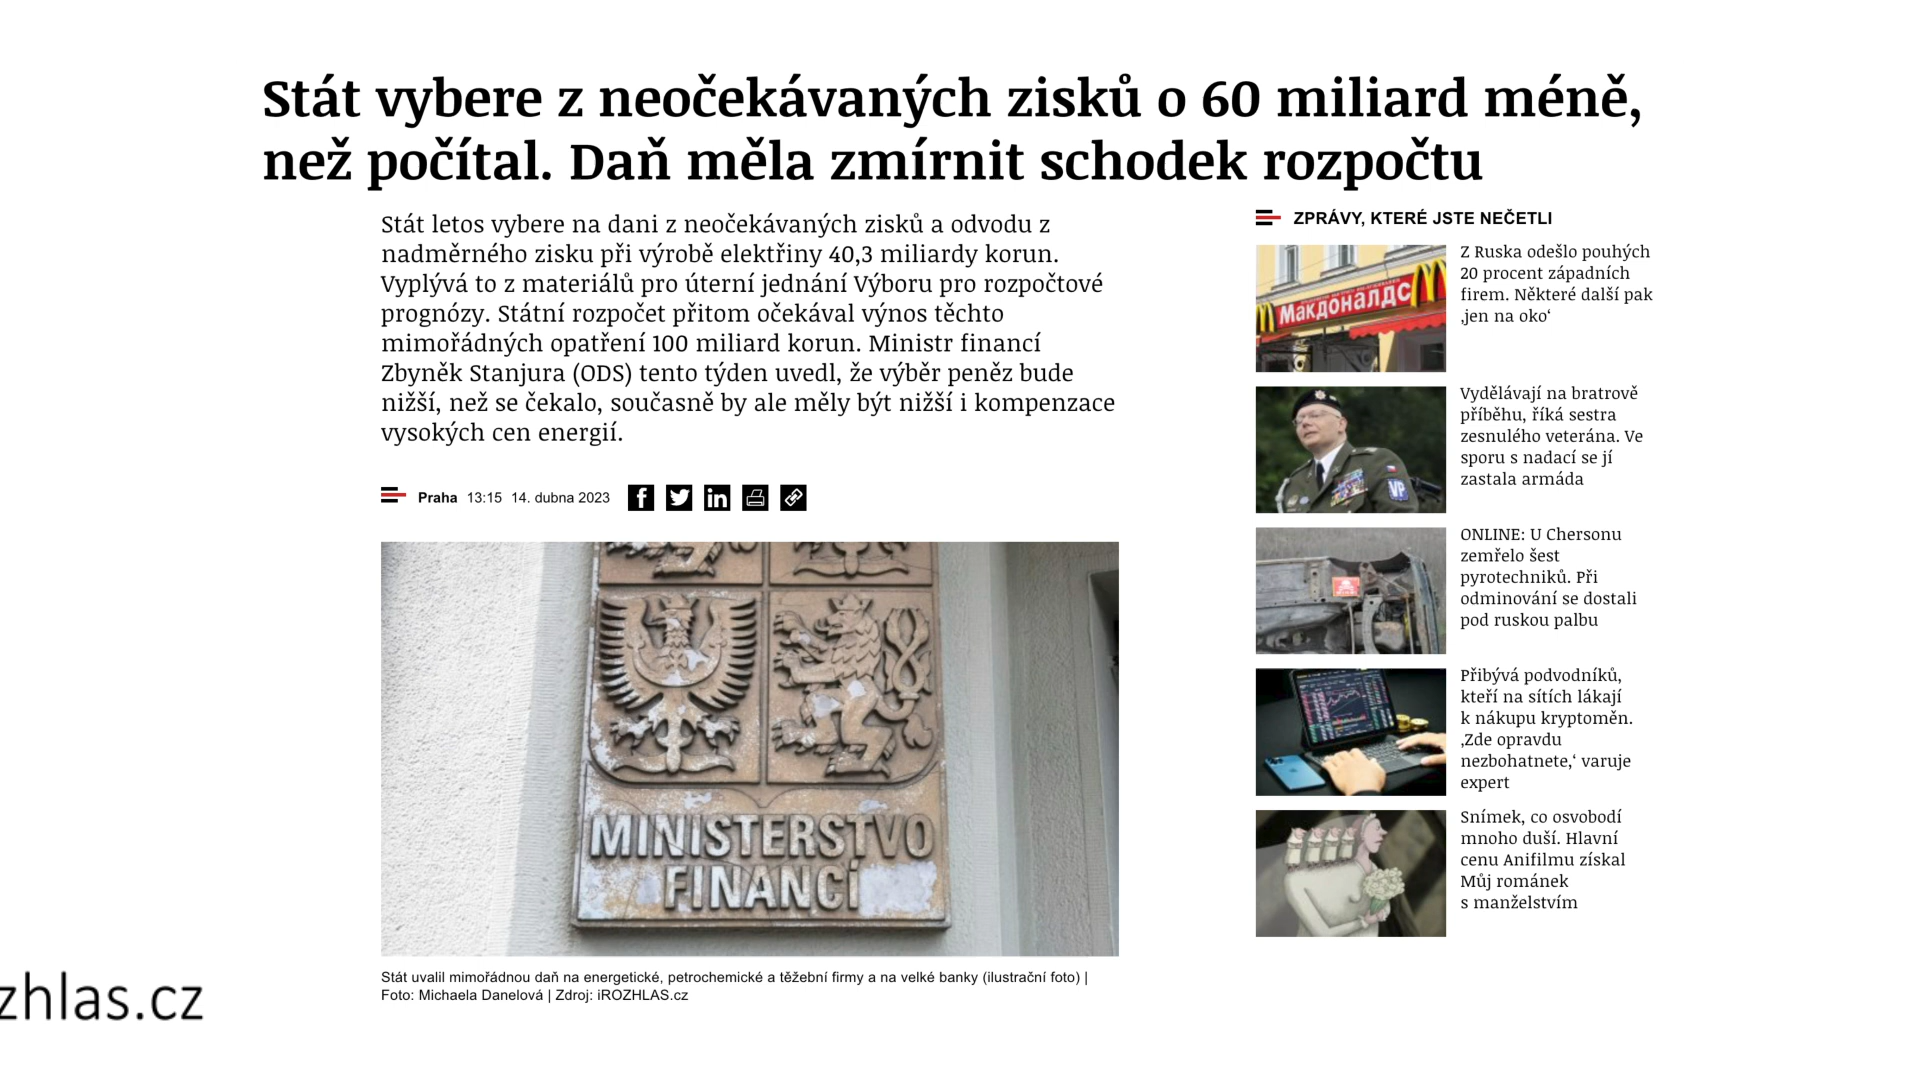 Stát vybere z neočekávaných zisků o 60 miliard méně,
než počítal. Daň měla zmírnit schodek rozpočtu
Stát letos vybere na dani z neočekávaných zisků a odvodu z
nadměrného zisku při výrobě elektřiny 40,3 miliardy korun.
Vyplývá to z materiálů pro úterní jednání Výboru pro rozpočtové
prognózy. Státní rozpočet přitom očekával výnos těchto
mimořádných opatření 100 miliard korun. Ministr financí
Zbyněk Stanjura (ODS) tento týden uvedl, že výběr peněz bude
nižší, než se čekalo, současně by ale měly být nižší i kompenzace
vysokých cen energií.
Praha 13:15 14. dubna 2023
MINISTERSTVO
FINANCÍ
Stát uvalil mimořádnou daň na energetické, petrochemické a těžební firmy a na velké banky (ilustrační foto) |
Foto: Michaela Danelová | Zdroj: iROZHLAS.cz
ZPRÁVY, KTERÉ JSTE NEČETLI
Макдоналдс
Z Ruska odešlo pouhých
20 procent západních
firem. Některé další pak
‚jen na oko‘
VP
Vydělávají na bratrově
příběhu, říká sestra
zesnulého veterána. Ve
sporu s nadací se jí
zastala armáda
ONLINE: U Chersonu
zemřelo šest
pyrotechniků. Při
odminování se dostali
pod ruskou palbu
Přibývá podvodníků,
kteří na sítích lákají
k nákupu kryptoměn.
‚Zde opravdu
nezbohatnete,‘ varuje
expert
Snímek, co osvobodí
mnoho duší. Hlavní
cenu Anifilmu získal
Můj románek
s manželstvím
zhlas.cz